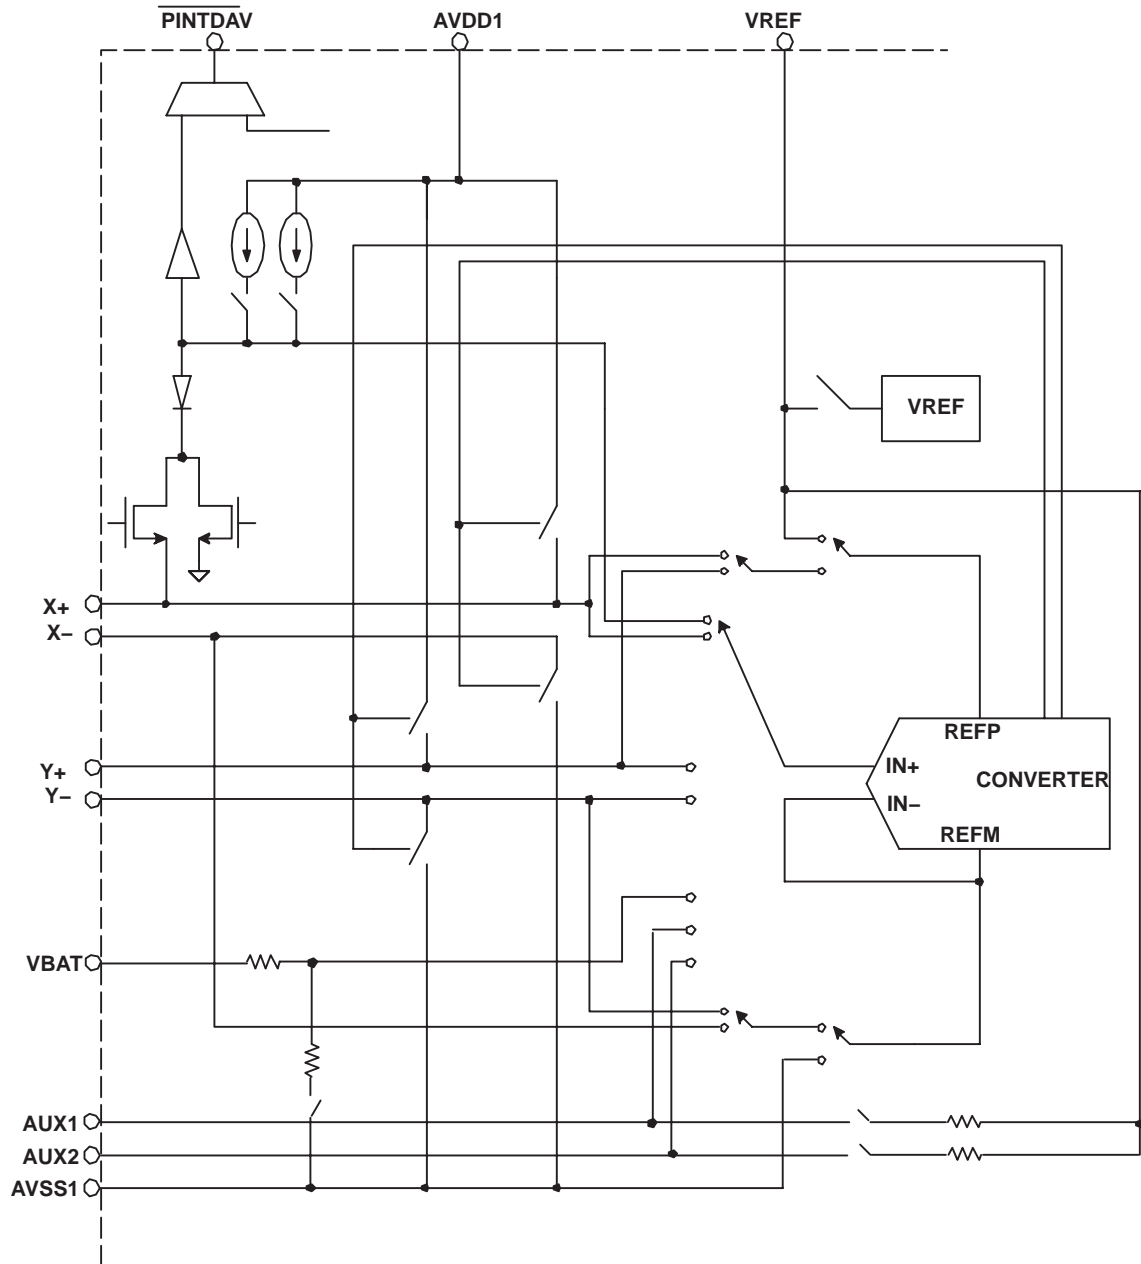 PINTDAV
AVDD1
VREF
VREF
X+
X–
REFP
Y+
IN+
CONVERTER
Y–
IN–
REFM
VBAT
AUX1
AUX2
AVSS1